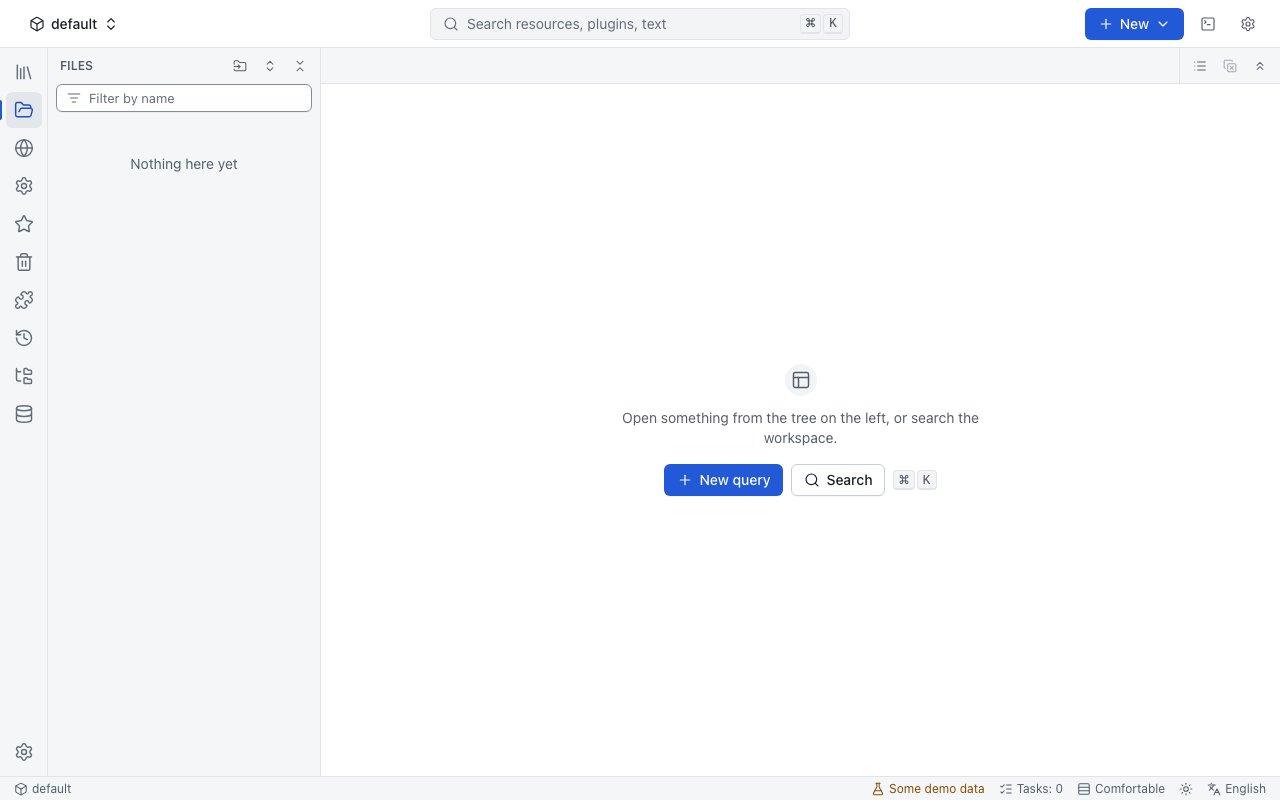 default
Search resources, plugins, text
⌘ K
New
FILES
Filter by name
Nothing here yet
Open something from the tree on the left, or search the
workspace.
New query
Search
⌘ K
default
Some demo data
Tasks: 0
Comfortable
English